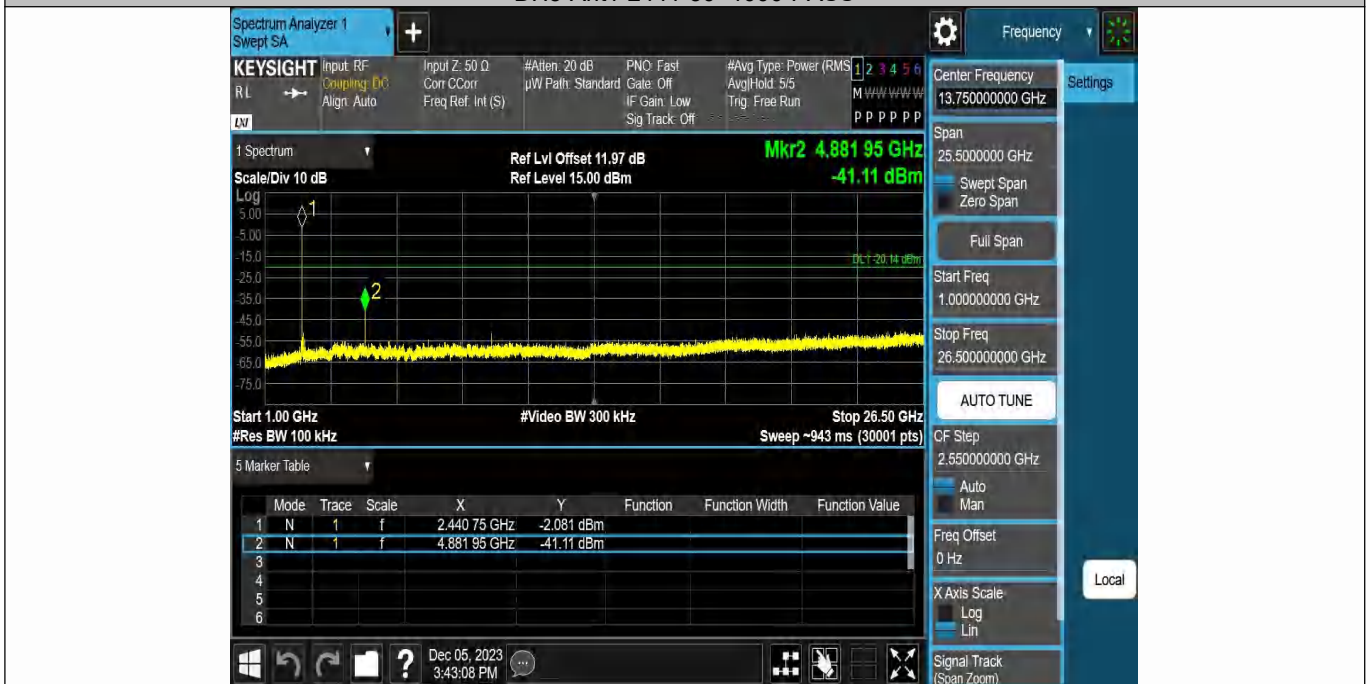 Spectrum Analyzer 1
Swept SA
+
Frequency
KEYSIGHT
RL
LXI
Input: RF
Coupling: DC
Align: Auto
Input Z: 50 Ω
Corr CCorr
Freq Ref: Int (S)
#Atten: 20 dB
µW Path: Standard
PNO: Fast
Gate: Off
IF Gain: Low
Sig Track: Off
#Avg Type: Power (RMS
Avg|Hold: 5/5
Trig: Free Run
1 2 3 4 5 6
M W W W W W
P P P P P P
Center Frequency
13.750000000 GHz
Settings
Span
25.5000000 GHz
Swept Span
Zero Span
Full Span
Start Freq
1.000000000 GHz
Stop Freq
26.500000000 GHz
AUTO TUNE
CF Step
2.550000000 GHz
Auto
Man
Freq Offset
0 Hz
X Axis Scale
Log
Lin
Signal Track
(Span Zoom)
Local
1 Spectrum
Scale/Div 10 dB
Ref Lvl Offset 11.97 dB
Ref Level 15.00 dBm
Mkr2 4.881 95 GHz
-41.11 dBm
Log
5.00
-5.00
-15.0
-25.0
-35.0
-45.0
-55.0
-65.0
-75.0
1
2
DL1 -20.14 dBm
Start 1.00 GHz
#Video BW 300 kHz
Stop 26.50 GHz
#Res BW 100 kHz
Sweep ~943 ms (30001 pts)
5 Marker Table
Mode Trace Scale X Y Function Function Width Function Value
1 N 1 f 2.440 75 GHz -2.081 dBm
2 N 1 f 4.881 95 GHz -41.11 dBm
3
4
5
6
?
Dec 05, 2023
3:43:08 PM